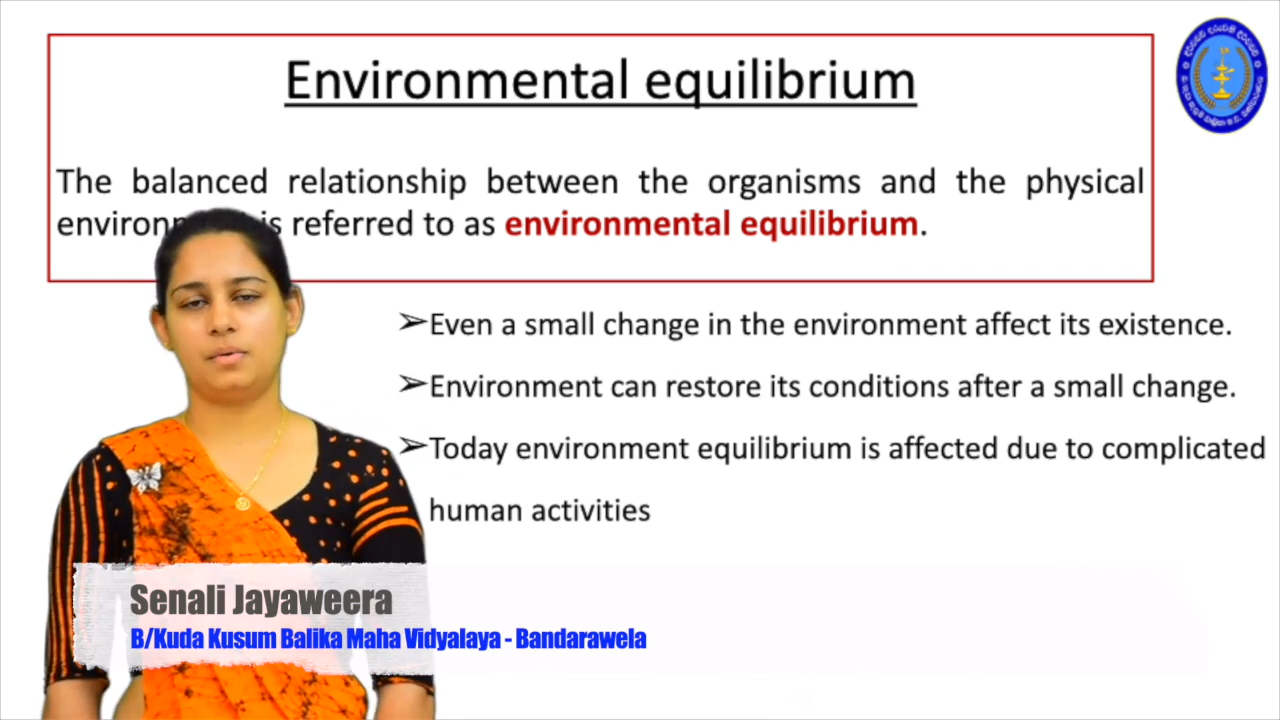 Environmental equilibrium
The balanced relationship between the organisms and the physical
is referred to as environmental equilibrium.
➢Even a small change in the environment affect its existence.
➢Environment can restore its conditions after a small change.
➢Today environment equilibrium is affected due to complicated
human activities
Senali Jayaweera
B/Kuda Kusum Balika Maha Vidyalaya - Bandarawela